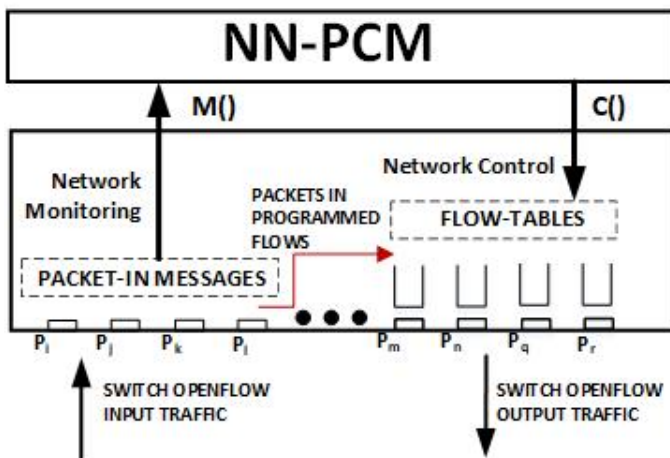 NN-PCM
M()
C()
Network
Monitoring
PACKETS IN
PROGRAMMED
FLOWS
Network Control
FLOW-TABLES
PACKET-IN MESSAGES
Pi Pj Pk Pl Pm Pn Pq Pr
SWITCH OPENFLOW
INPUT TRAFFIC
SWITCH OPENFLOW
OUTPUT TRAFFIC